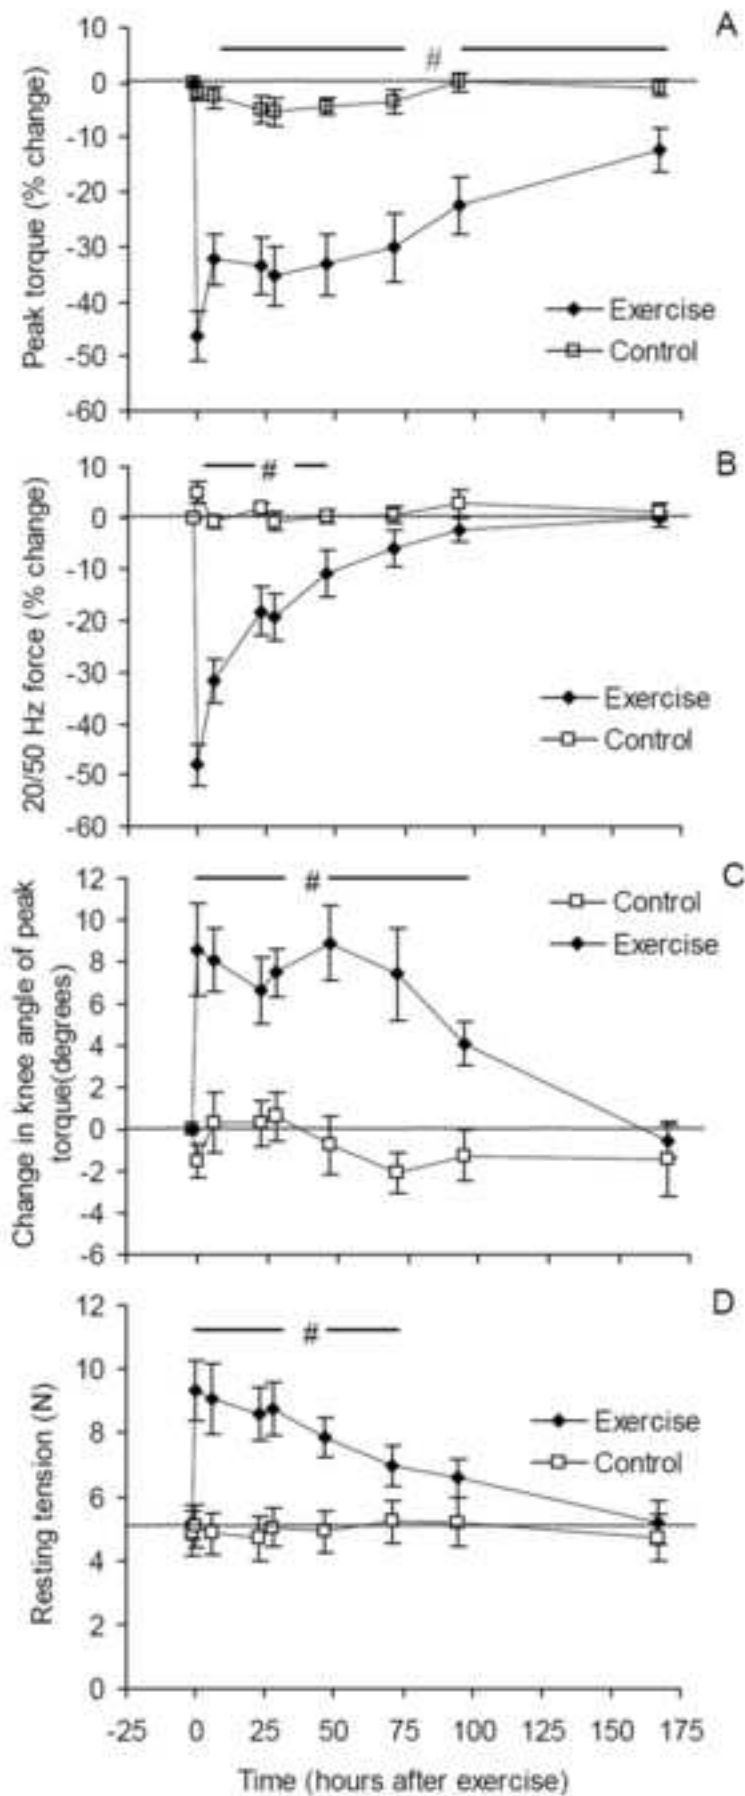 A
10
0
-10
-20
-30
-40
-50
-60
Peak torque (% change)
#
Exercise
Control
B
10
0
-10
-20
-30
-40
-50
-60
20/50 Hz force (% change)
#
Exercise
Control
C
12
10
8
6
4
2
0
-2
-4
-6
Change in knee angle of peak
torque(degrees)
#
Control
Exercise
D
12
10
8
6
4
2
0
Resting tension (N)
#
Exercise
Control
-25 0 25 50 75 100 125 150 175
Time (hours after exercise)